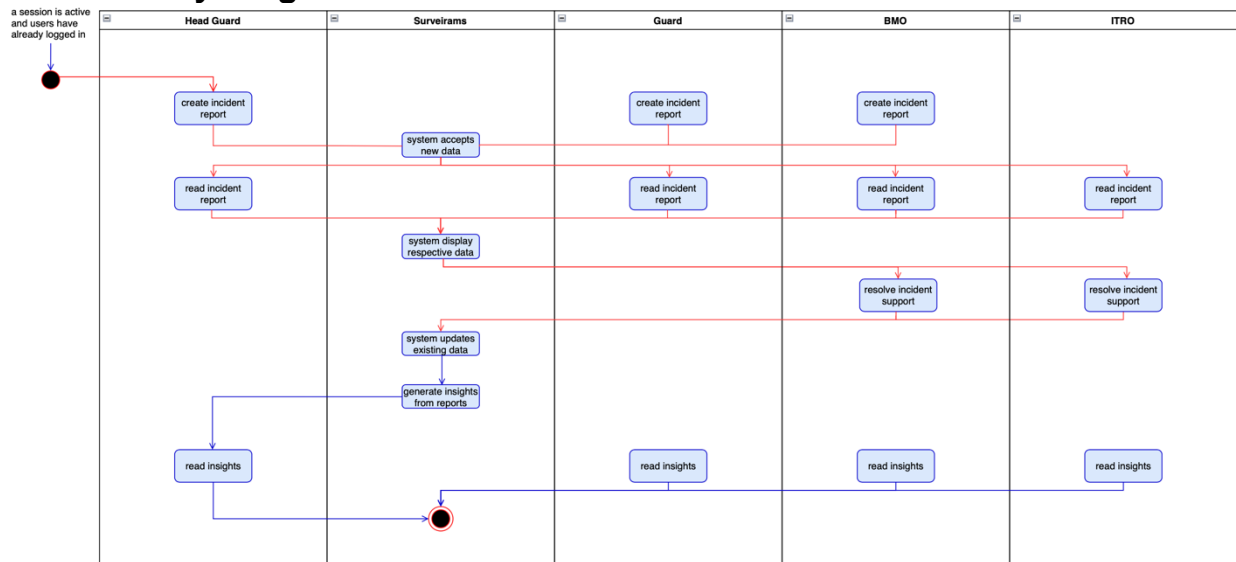 a session is active
and users have
already logged in
Head Guard
Surveirams
Guard
BMO
ITRO
create incident
report
create incident
report
create incident
report
system accepts
new data
read incident
report
read incident
report
read incident
report
read incident
report
system display
respective data
resolve incident
support
resolve incident
support
system updates
existing data
generate insights
from reports
read insights
read insights
read insights
read insights